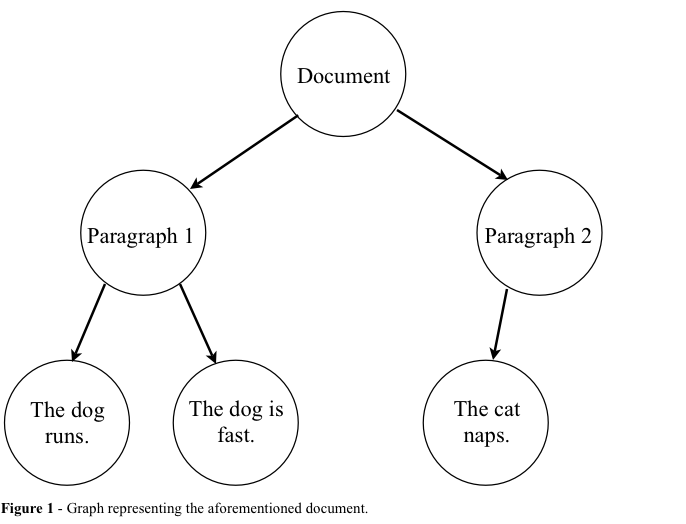 Document
Paragraph 1
Paragraph 2
The dog
runs.
The dog is
fast.
The cat
naps.
Figure 1 - Graph representing the aforementioned document.